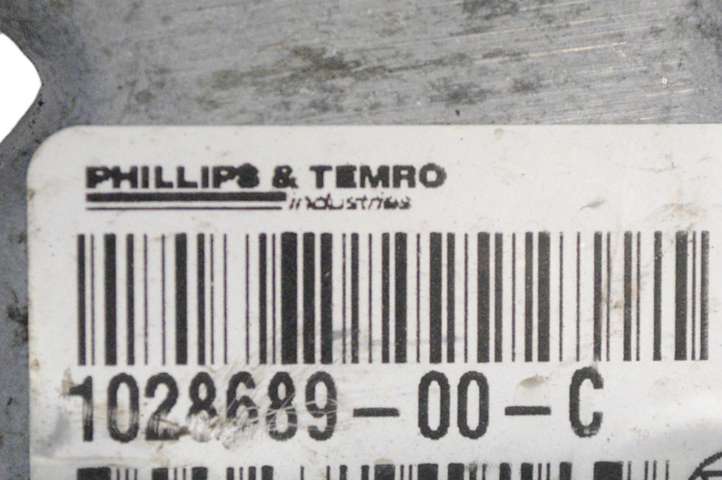 PHILLIPS & TEMRO
industries
1028689-00-C